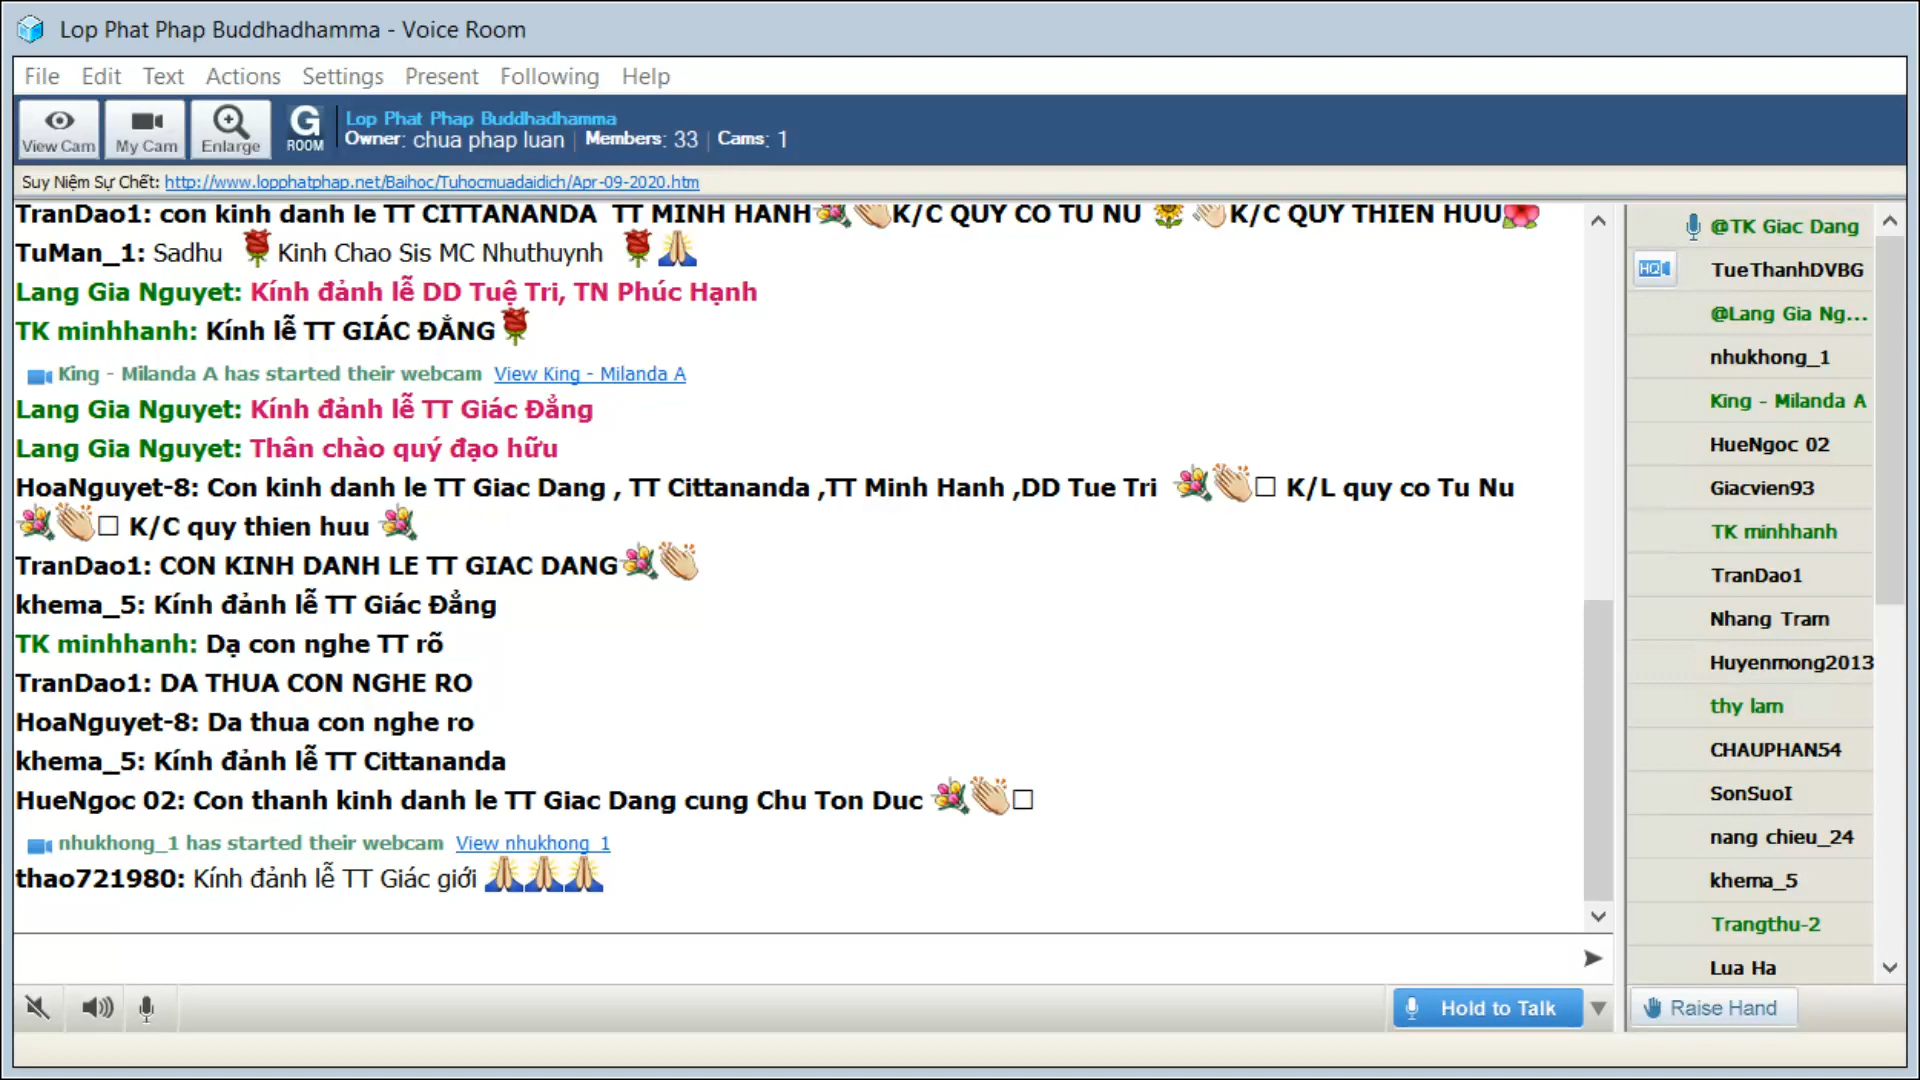 Lop Phat Phap Buddhadhamma - Voice Room
File Edit Text Actions Settings Present Following Help
View Cam My Cam Enlarge G ROOM
Lop Phat Phap Buddhadhamma
Owner: chua phap luan | Members: 33 | Cams: 1
Suy Niệm Sự Chết: http://www.lopphatphap.net/Baihoc/Tuhocmuadaidich/Apr-09-2020.htm
TranDao1: con kinh danh le TT CITTANANDA TT MINH HANH K/C QUY CO TU NU K/C QUY THIEN HUU
TuMan_1: Sadhu Kinh Chao Sis MC Nhuthuynh
Lang Gia Nguyet: Kính đảnh lễ DD Tuệ Tri, TN Phúc Hạnh
TK minhhanh: Kính lễ TT GIÁC ĐẲNG
King - Milanda A has started their webcam View King - Milanda A
Lang Gia Nguyet: Kính đảnh lễ TT Giác Đẳng
Lang Gia Nguyet: Thân chào quý đạo hữu
HoaNguyet-8: Con kinh danh le TT Giac Dang , TT Cittananda ,TT Minh Hanh ,DD Tue Tri K/L quy co Tu Nu
K/C quy thien huu
TranDao1: CON KINH DANH LE TT GIAC DANG
khema_5: Kính đảnh lễ TT Giác Đẳng
TK minhhanh: Dạ con nghe TT rõ
TranDao1: DA THUA CON NGHE RO
HoaNguyet-8: Da thua con nghe ro
khema_5: Kính đảnh lễ TT Cittananda
HueNgoc 02: Con thanh kinh danh le TT Giac Dang cung Chu Ton Duc
nhukhong_1 has started their webcam View nhukhong_1
thao721980: Kính đảnh lễ TT Giác giới
Hold to Talk
@TK Giac Dang
HQ TueThanhDVBG
@Lang Gia Ng...
nhukhong_1
King - Milanda A
HueNgoc 02
Giacvien93
TK minhhanh
TranDao1
Nhang Tram
Huyenmong2013
thy lam
CHAUPHAN54
SonSuoI
nang chieu_24
khema_5
Trangthu-2
Lua Ha
Raise Hand